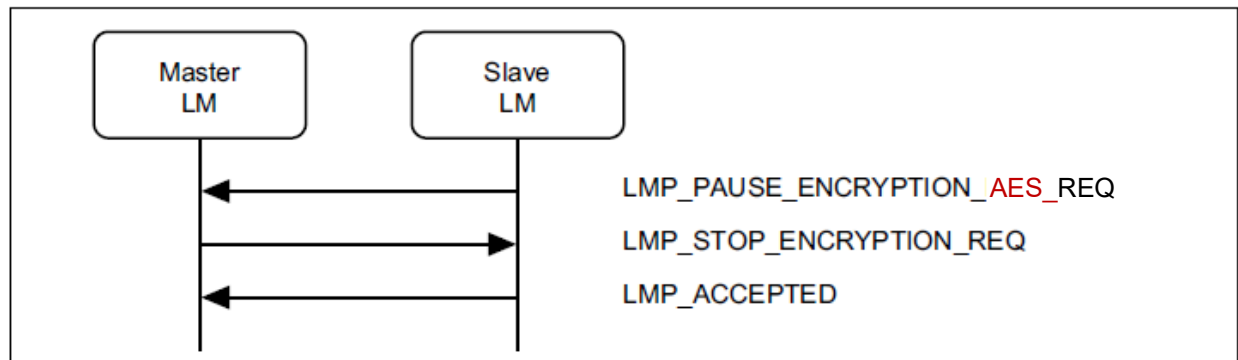 Master
LM
Slave
LM
LMP_PAUSE_ENCRYPTION_AES_REQ
LMP_STOP_ENCRYPTION_REQ
LMP_ACCEPTED